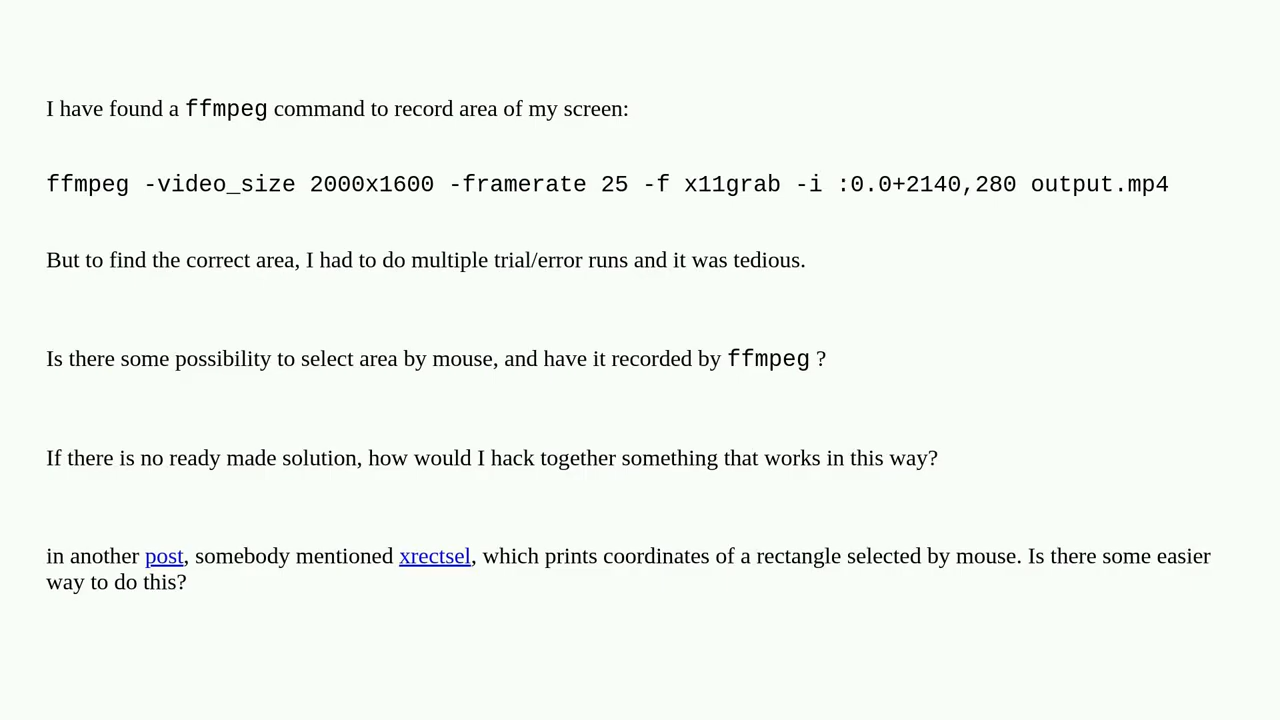 I have found a ffmpeg command to record area of my screen:
ffmpeg -video_size 2000x1600 -framerate 25 -f x11grab -i :0.0+2140,280 output.mp4
But to find the correct area, I had to do multiple trial/error runs and it was tedious.
Is there some possibility to select area by mouse, and have it recorded by ffmpeg ?
If there is no ready made solution, how would I hack together something that works in this way?
in another post, somebody mentioned xrectsel, which prints coordinates of a rectangle selected by mouse. Is there some easier
way to do this?